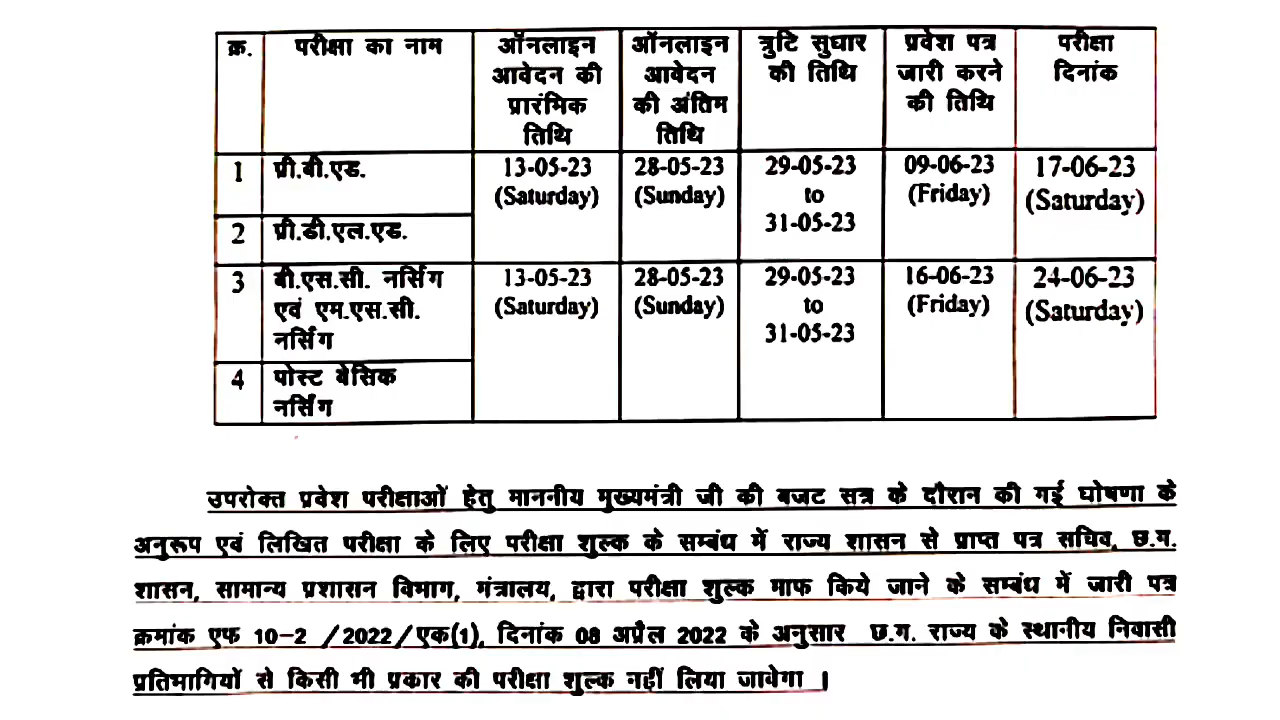 क्र. परीक्षा का नाम ऑनलाइन आवेदन की प्रारंमिक तिथि ऑनलाइन आवेदन की अंतिम तिथि त्रुटि सुधार की तिथि प्रवेश पत्र जारी करने की तिथि परीक्षा दिनांक
1 प्री.बी.एड. 13-05-23 (Saturday) 28-05-23 (Sunday) 29-05-23 to 31-05-23 09-06-23 (Friday) 17-06-23 (Saturday)
2 प्री.डी.एल.एड.
3 बी.एस.सी. नर्सिंग एवं एम.एस.सी. नर्सिंग 13-05-23 (Saturday) 28-05-23 (Sunday) 29-05-23 to 31-05-23 16-06-23 (Friday) 24-06-23 (Saturday)
4 पोस्ट बेसिक नर्सिंग
उपरोक्त प्रवेश परीक्षाओं हेतु माननीय मुख्यमंत्री जी की बजट सत्र के दौरान की गई घोषणा के
अनुरूप एवं लिखित परीक्षा के लिए परीक्षा शुल्क के सम्बंध में राज्य शासन से प्राप्त पत्र सचिव, छ.ग.
शासन, सामान्य प्रशासन विभाग, मंत्रालय, द्वारा परीक्षा शुल्क माफ किये जाने के सम्बंध में जारी पत्र
क्रमांक एफ 10-2 /2022/एक(1), दिनांक 08 अप्रैल 2022 के अनुसार छ.ग. राज्य के स्थानीय निवासी
प्रतिभागियों से किसी भी प्रकार की परीक्षा शुल्क नहीं लिया जावेगा ।